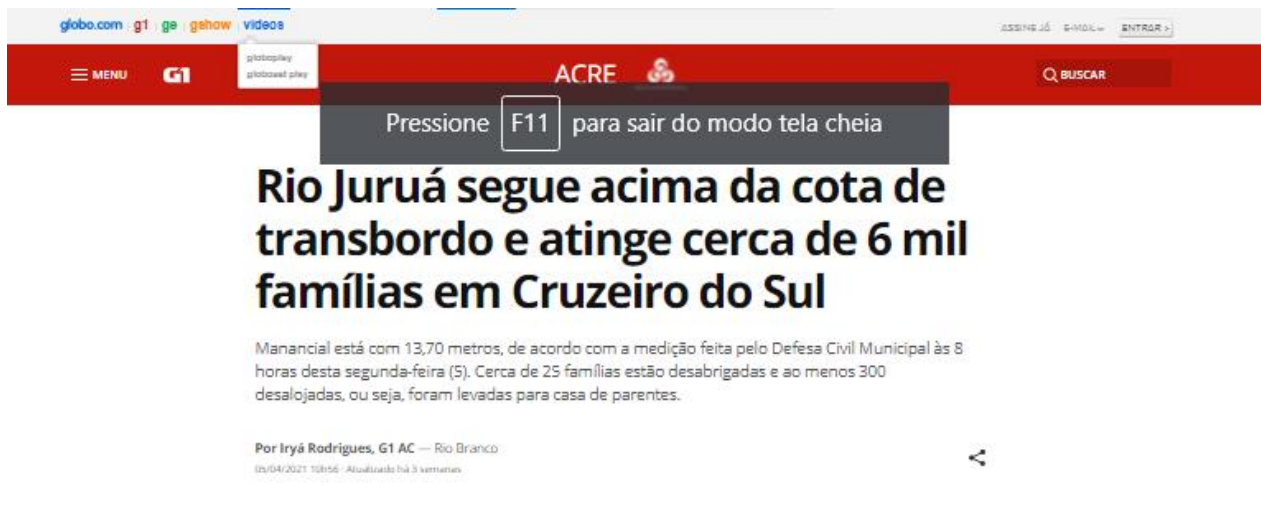 globo.com g1 ge gshow vídeos
ASSINE JÁ E-MAIL ENTRAR >
globoplay
globosat play
MENU G1 ACRE BUSCAR
Pressione F11 para sair do modo tela cheia
Rio Juruá segue acima da cota de
transbordo e atinge cerca de 6 mil
famílias em Cruzeiro do Sul
Manancial está com 13,70 metros, de acordo com a medição feita pelo Defesa Civil Municipal às 8
horas desta segunda-feira (5). Cerca de 25 famílias estão desabrigadas e ao menos 300
desalojadas, ou seja, foram levadas para casa de parentes.
Por Iryá Rodrigues, G1 AC — Rio Branco
05/04/2021 10h56 · Atualizado há 3 semanas